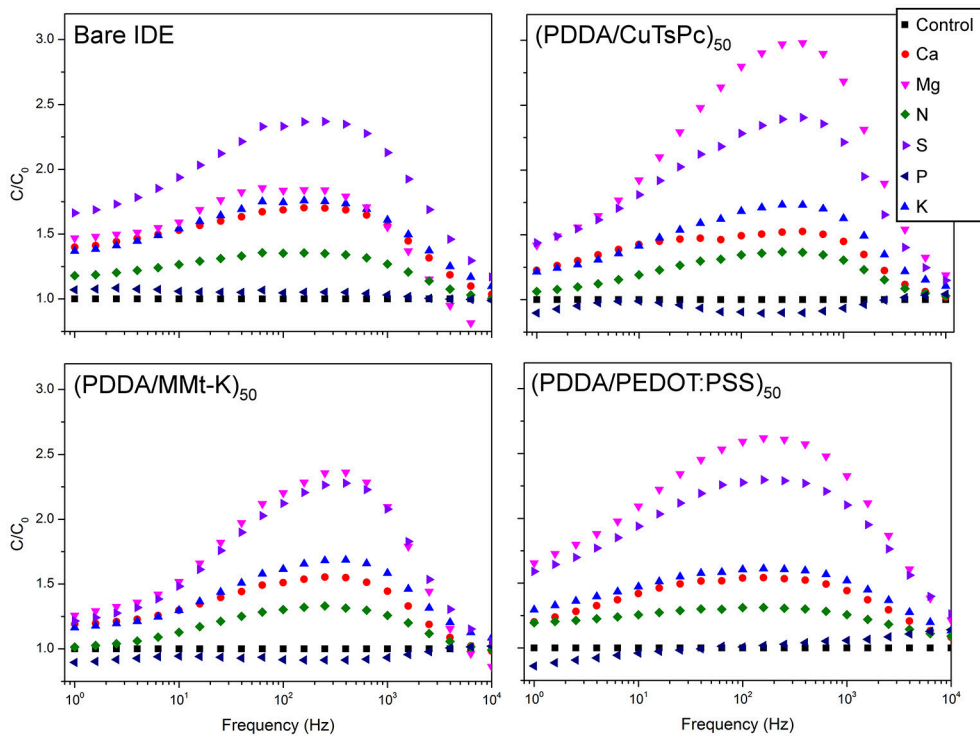 Bare IDE
(PDDA/CuTsPc)50
Control
Ca
Mg
N
S
P
K
3.0
2.5
2.0
1.5
1.0
C/C0
(PDDA/MMt-K)50
(PDDA/PEDOT:PSS)50
3.0
2.5
2.0
1.5
1.0
C/C0
10^0 10^1 10^2 10^3 10^4
10^0 10^1 10^2 10^3 10^4
Frequency (Hz)
Frequency (Hz)